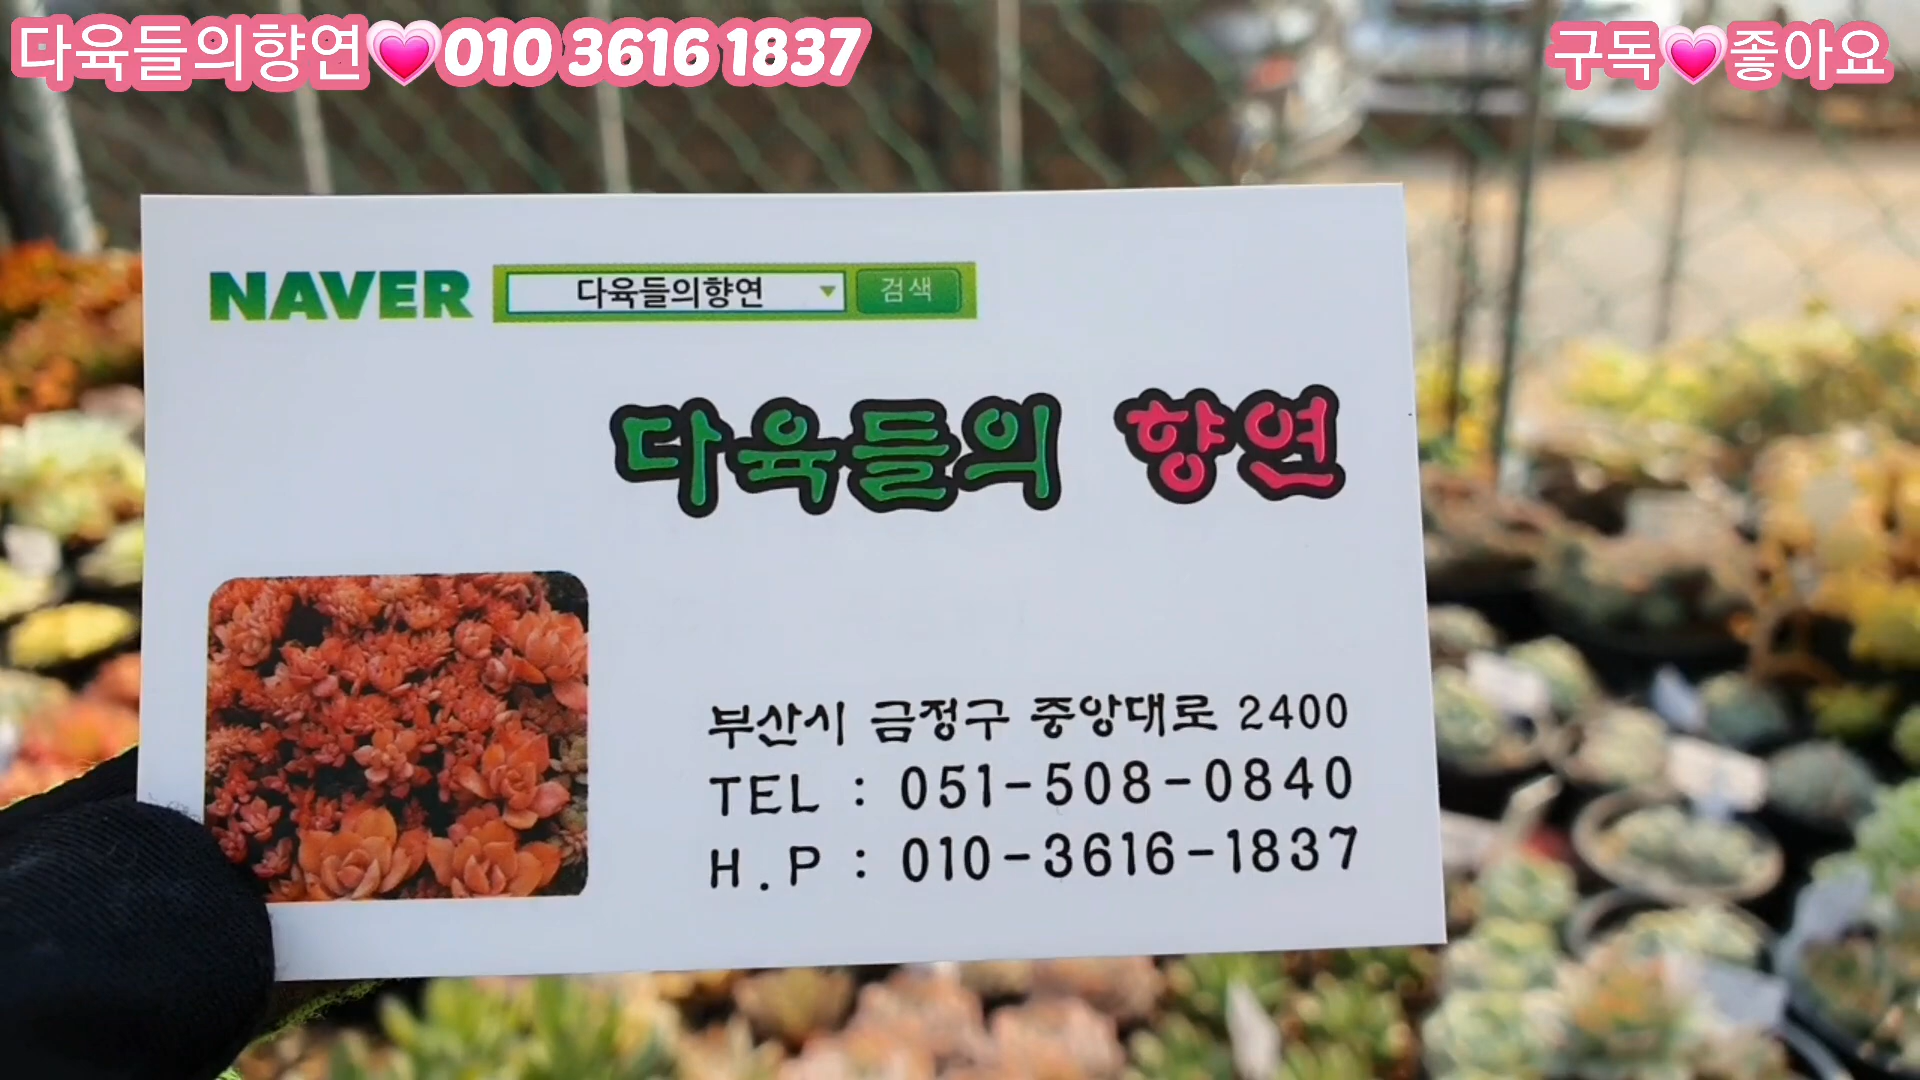 다육들의향연💗010 3616 1837
구독💗좋아요
NAVER 다육들의향연 검색
다육들의 향연
부산시 금정구 중앙대로 2400
TEL : 051-508-0840
H.P : 010-3616-1837